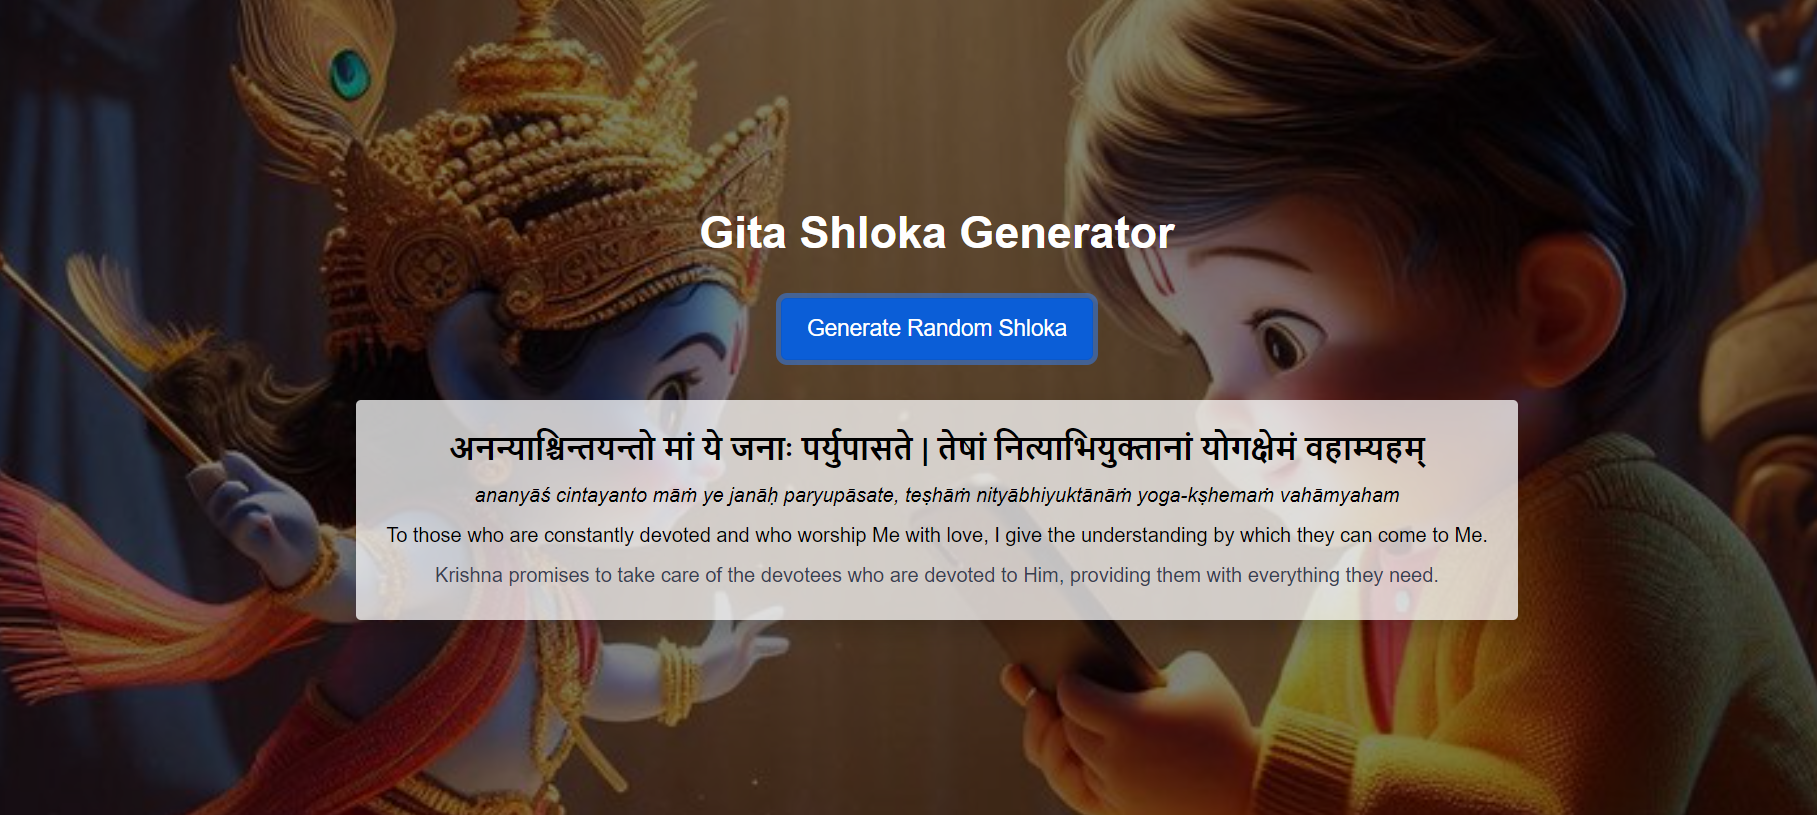 Gita Shloka Generator
Generate Random Shloka
अनन्याश्चिन्तयन्तो मां ये जनाः पर्युपासते | तेषां नित्याभियुक्तानां योगक्षेमं वहाम्यहम्
ananyāś cintayanto māṁ ye janāḥ paryupāsate, teṣhāṁ nityābhiyuktānāṁ yoga-kṣhemaṁ vahāmyaham
To those who are constantly devoted and who worship Me with love, I give the understanding by which they can come to Me.
Krishna promises to take care of the devotees who are devoted to Him, providing them with everything they need.